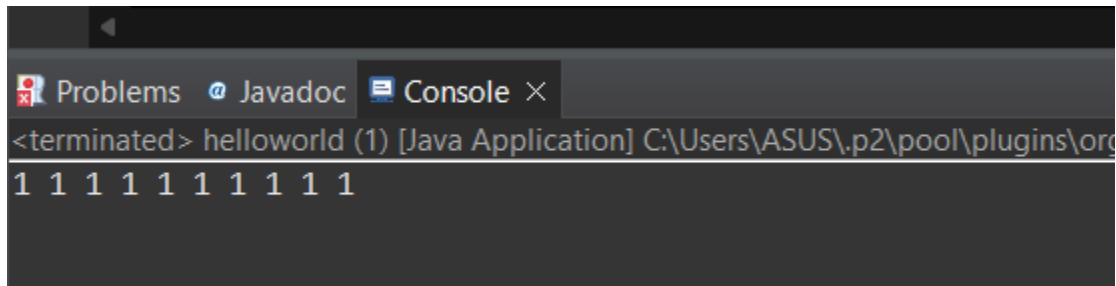 Problems @ Javadoc Console ×
<terminated> helloworld (1) [Java Application] C:\Users\ASUS\.p2\pool\plugins\org
1 1 1 1 1 1 1 1 1 1